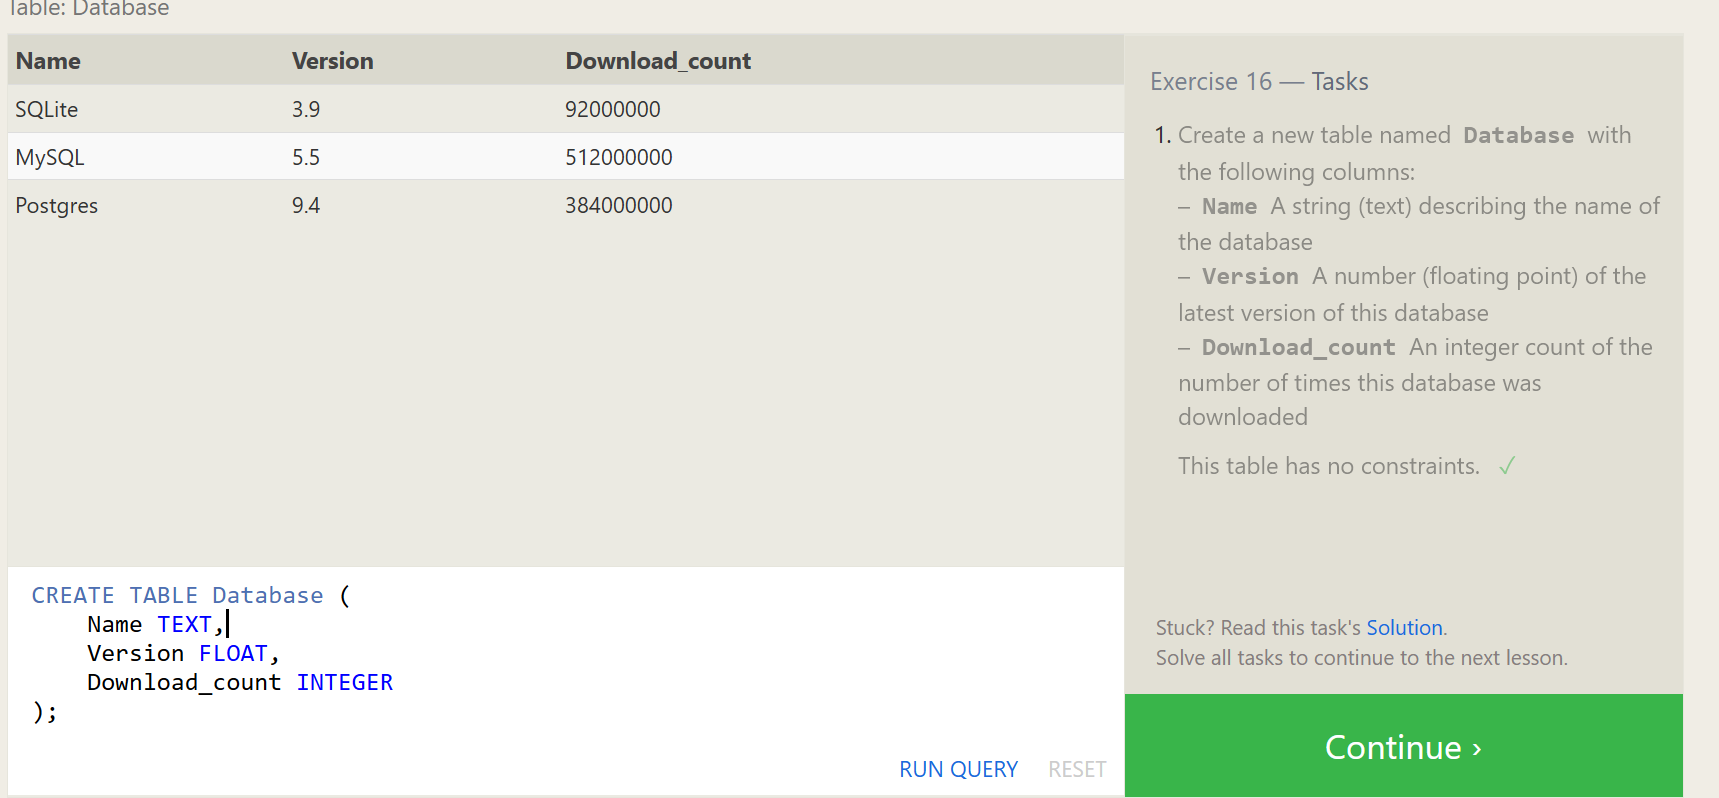 Table: Database
Name Version Download_count
SQLite 3.9 92000000
MySQL 5.5 512000000
Postgres 9.4 384000000
CREATE TABLE Database (
    Name TEXT,
    Version FLOAT,
    Download_count INTEGER
);
RUN QUERY RESET
Exercise 16 — Tasks
1. Create a new table named Database with
the following columns:
– Name A string (text) describing the name of
the database
– Version A number (floating point) of the
latest version of this database
– Download_count An integer count of the
number of times this database was
downloaded
This table has no constraints. ✓
Stuck? Read this task's Solution.
Solve all tasks to continue to the next lesson.
Continue ›